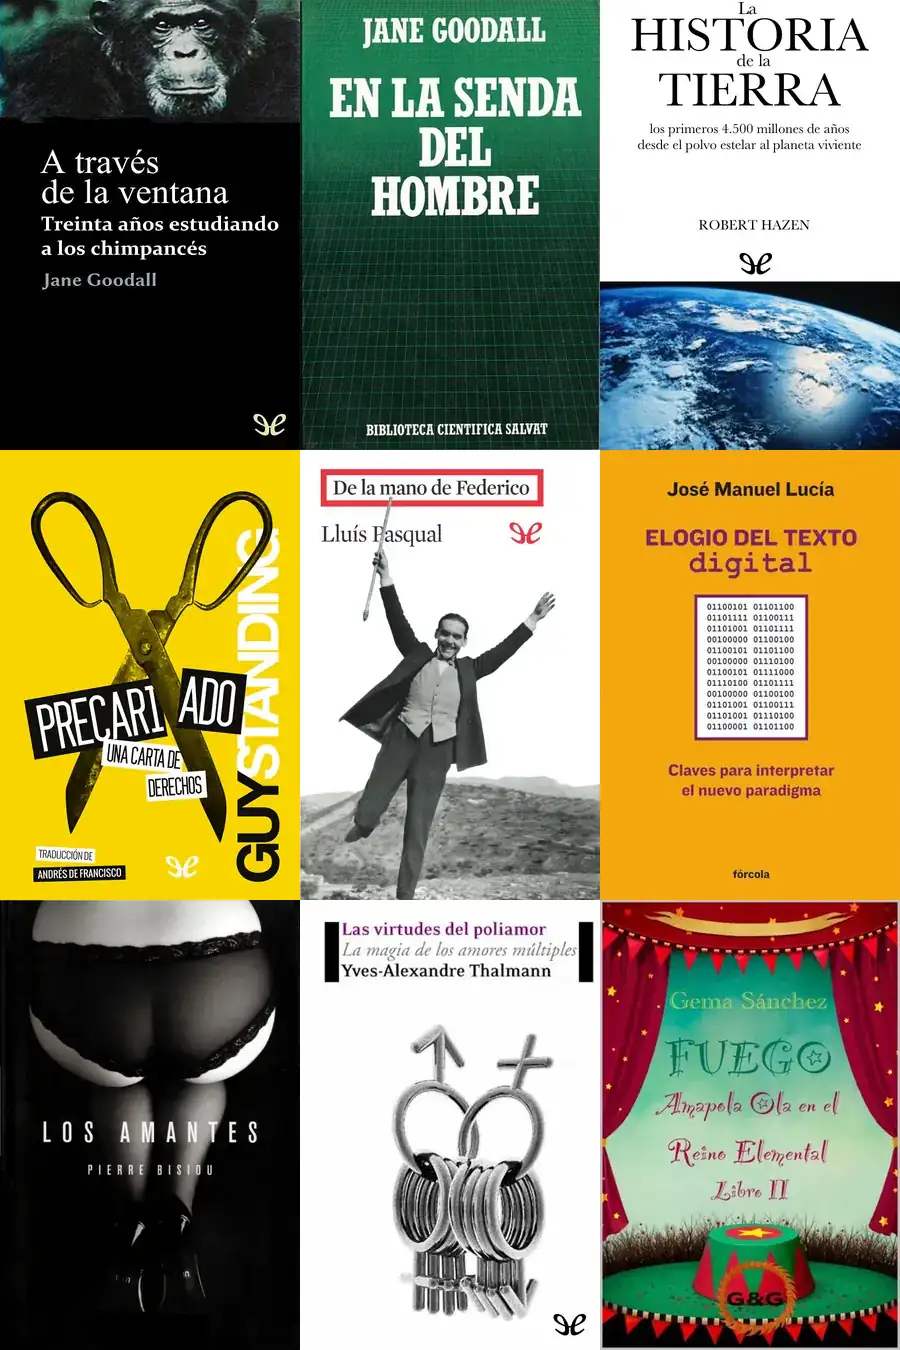 A través
de la ventana
Treinta años estudiando
a los chimpancés
Jane Goodall
JANE GOODALL
EN LA SENDA
DEL
HOMBRE
BIBLIOTECA CIENTIFICA SALVAT
La
HISTORIA
de la
TIERRA
los primeros 4.500 millones de años
desde el polvo estelar al planeta viviente
ROBERT HAZEN
PRECARIADO
UNA CARTA DE
DERECHOS
GUY STANDING
TRADUCCIÓN DE
ANDRÉS DE FRANCISCO
De la mano de Federico
Lluís Pasqual
José Manuel Lucía
ELOGIO DEL TEXTO
digital
01100101 01101100
01101111 01100111
01101001 01101111
00100000 01100100
01100101 01101100
00100000 01110100
01100101 01111000
01110100 01101111
00100000 01100100
01101001 01100111
01101001 01110100
01100001 01101100
Claves para interpretar
el nuevo paradigma
fórcola
LOS AMANTES
PIERRE BISIOU
Las virtudes del poliamor
La magia de los amores múltiples
Yves-Alexandre Thalmann
Gema Sánchez
FUEGO
Amapola Ola en el
Reino Elemental
Libro II
G&G